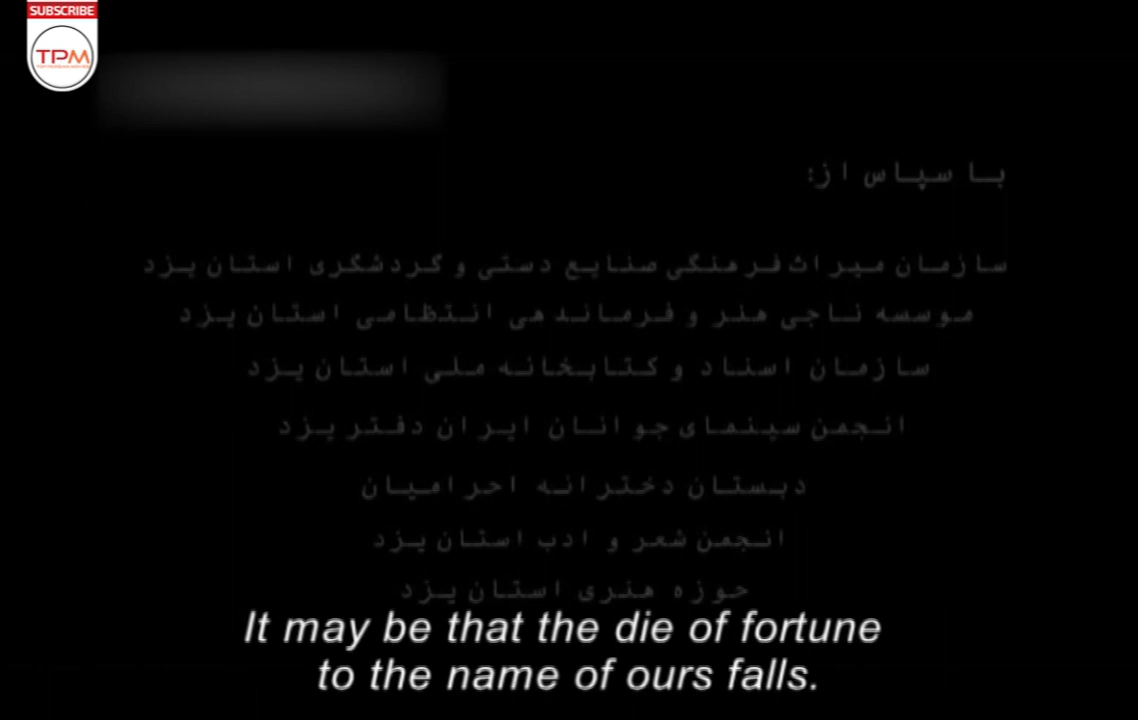 SUBSCRIBE
TPM
با سپاس از:
سازمان میراث فرهنگی صنایع دستی و گردشگری استان یزد
موسسه ناجی هنر و فرماندهی انتظامی استان یزد
سازمان اسناد و کتابخانه ملی استان یزد
انجمن سینمای جوانان ایران دفتر یزد
دبستان دخترانه احرامیان
انجمن شعر و ادب استان یزد
حوزه هنری استان یزد
It may be that the die of fortune
to the name of ours falls.